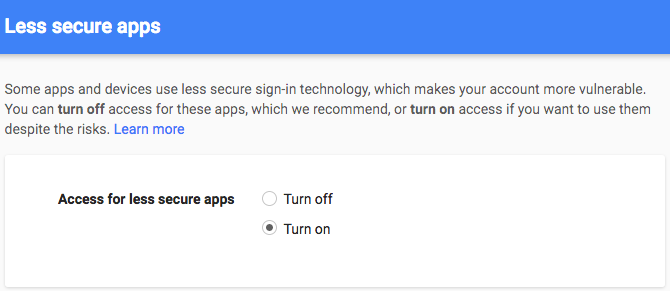 Less secure apps
Some apps and devices use less secure sign-in technology, which makes your account more vulnerable.
You can turn off access for these apps, which we recommend, or turn on access if you want to use them
despite the risks. Learn more
Access for less secure apps
Turn off
Turn on